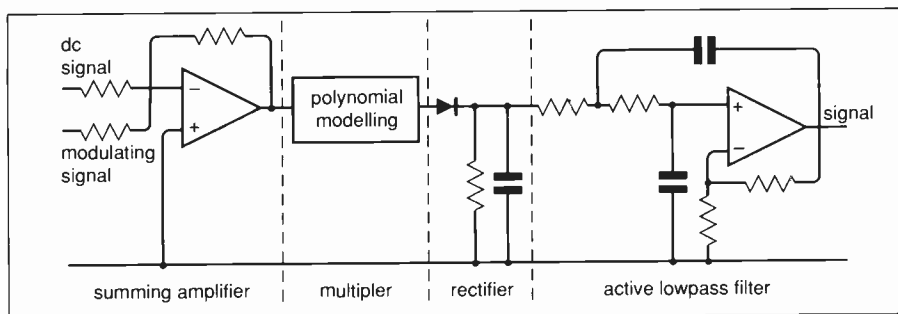 dc
signal
modulating
signal
polynomial
modelling
signal
summing amplifier
multipler
rectifier
active lowpass filter